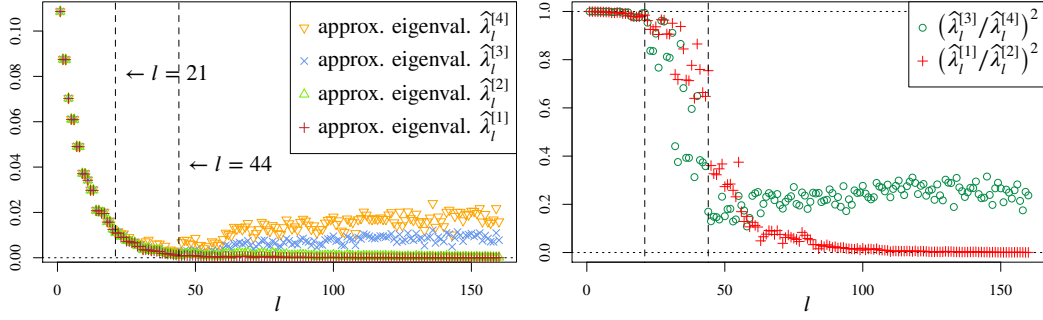 0.00 0.02 0.04 0.06 0.08 0.10
0 50 100 150
l
← l = 21
← l = 44
approx. eigenval. λ̂_l^[4]
approx. eigenval. λ̂_l^[3]
approx. eigenval. λ̂_l^[2]
approx. eigenval. λ̂_l^[1]
0.0 0.2 0.4 0.6 0.8 1.0
0 50 100 150
l
(λ̂_l^[3]/λ̂_l^[4])^2
(λ̂_l^[1]/λ̂_l^[2])^2